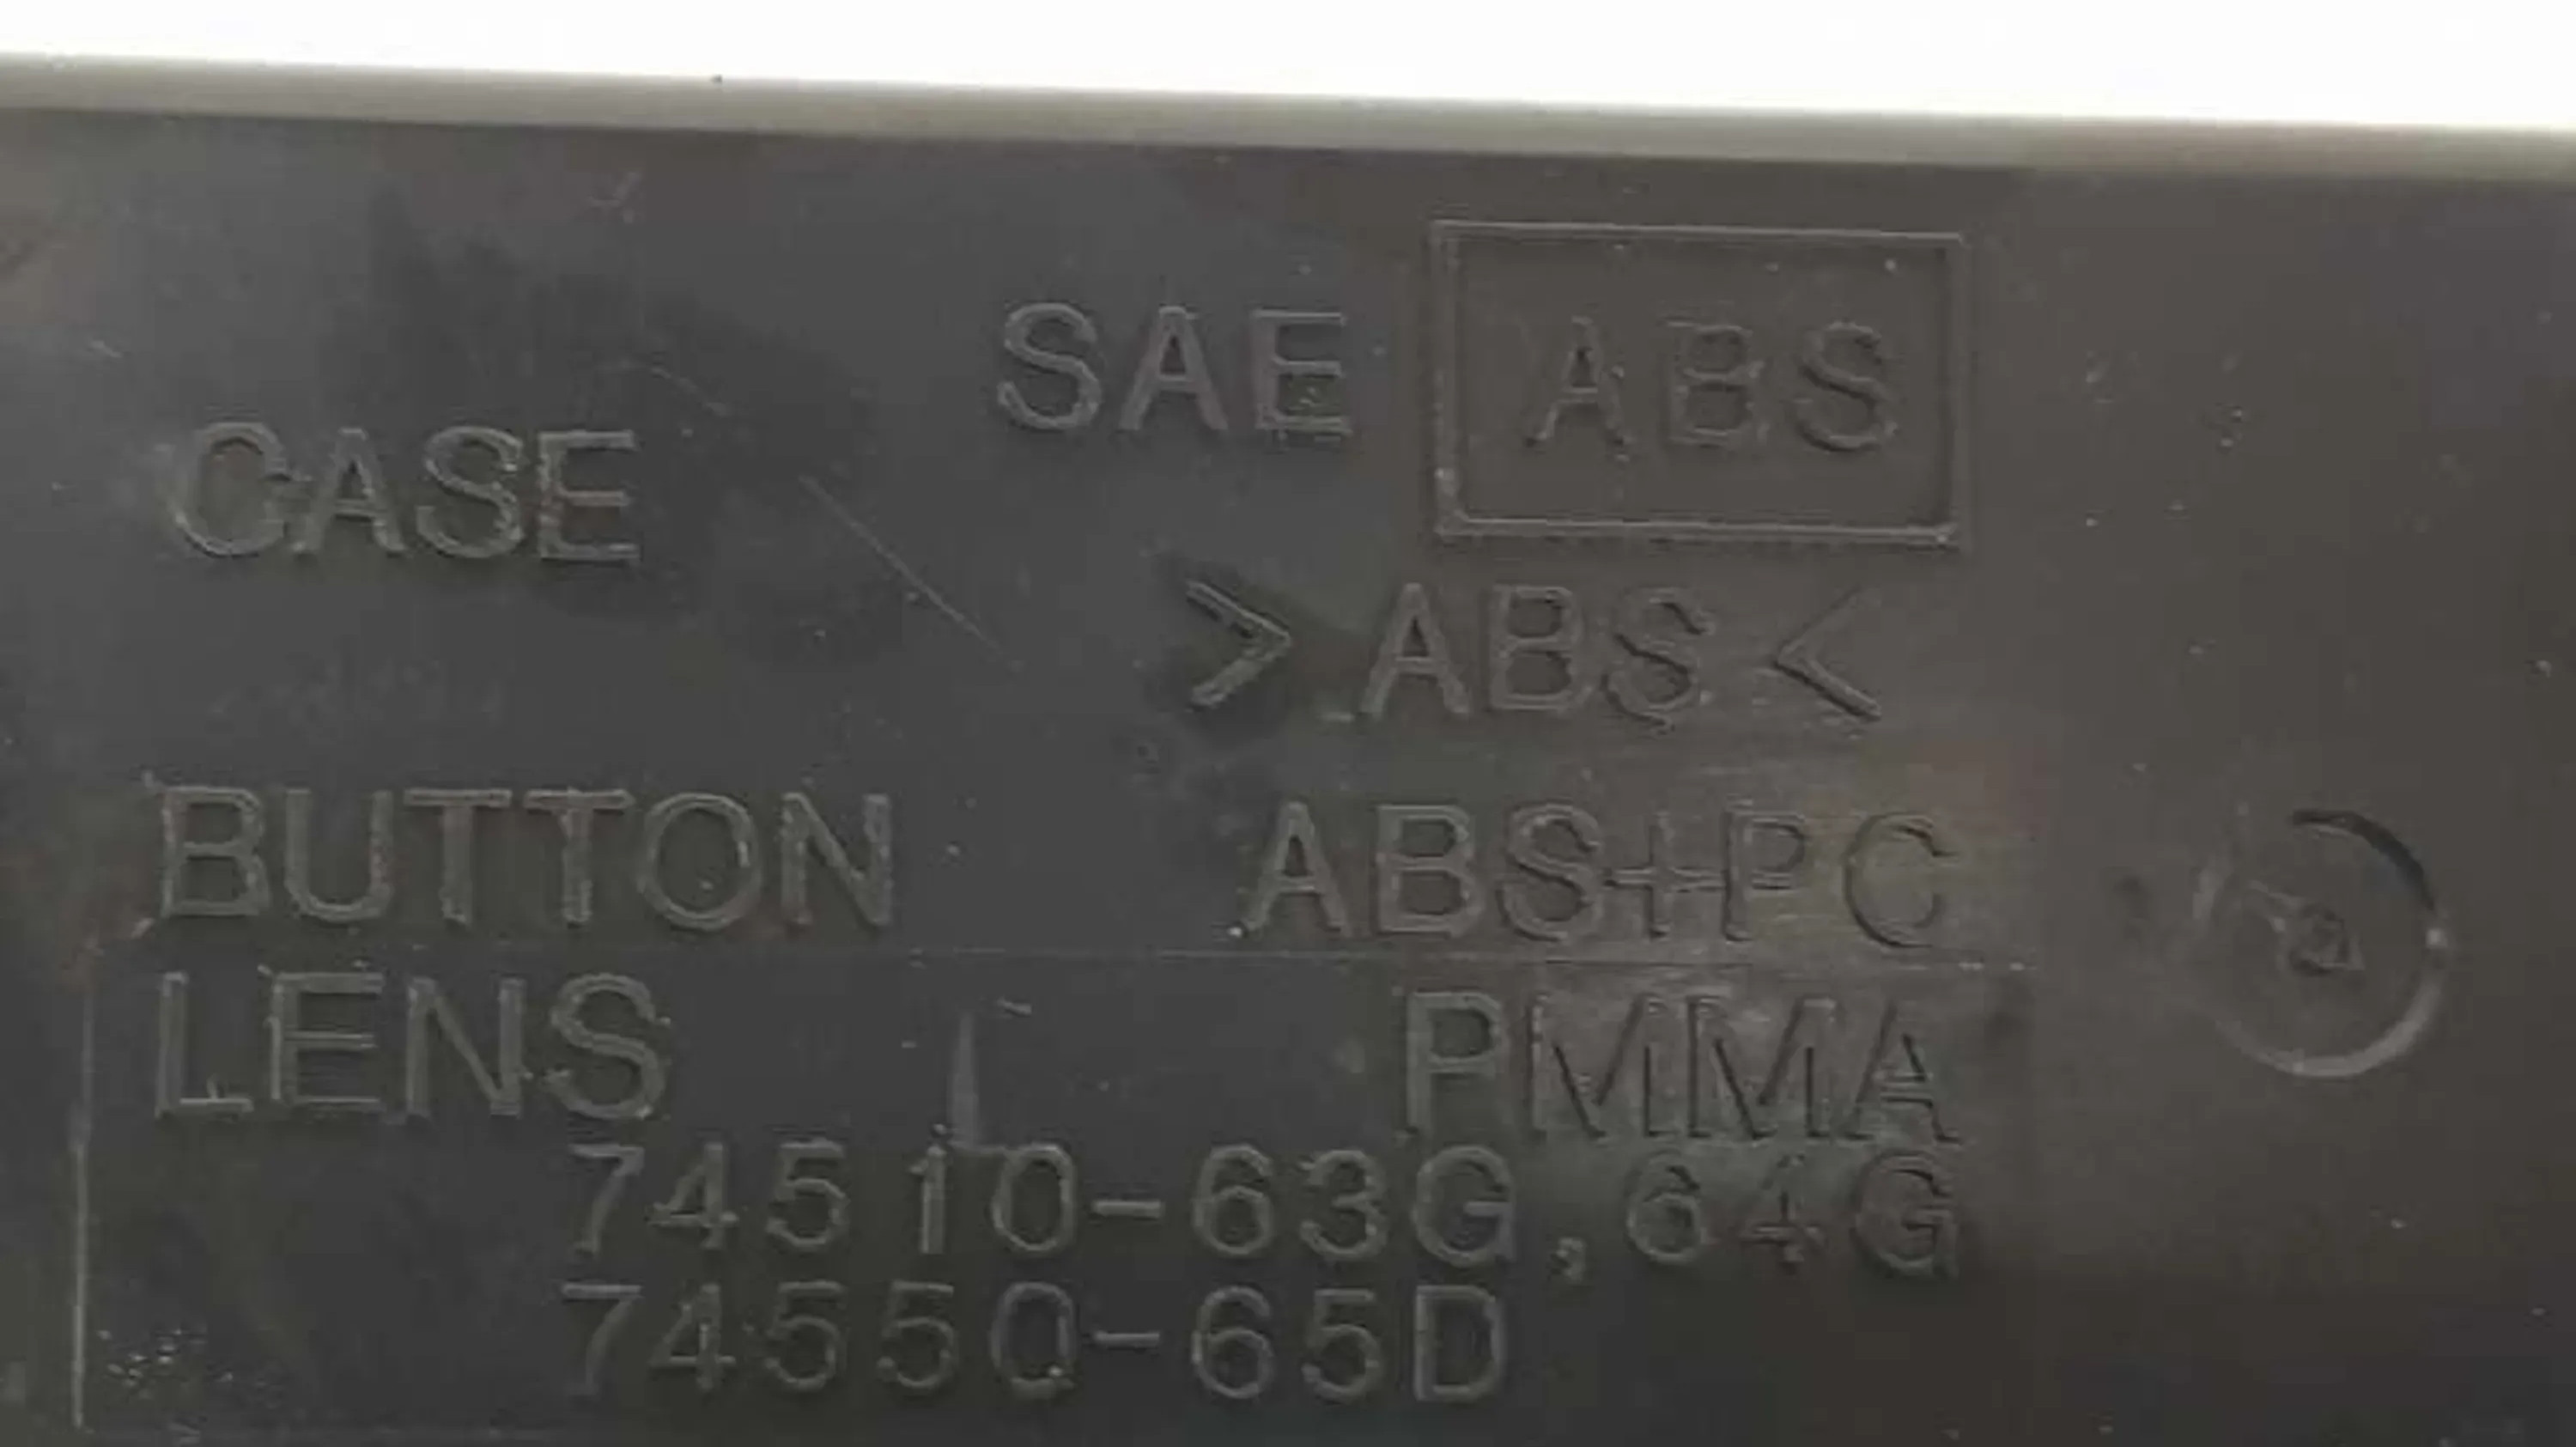 SAE ABS
CASE
>ABS<
BUTTON ABS+PC
LENS PMMA
74510-63G,64G
74550-65D